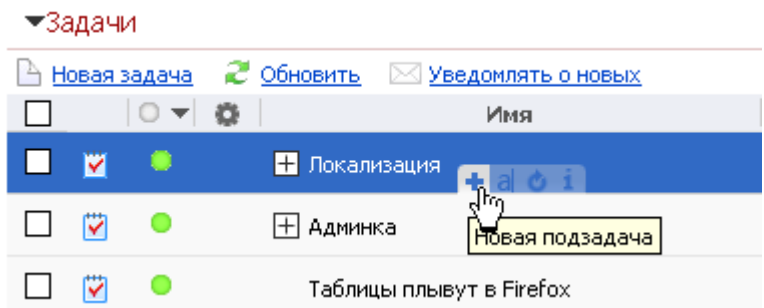 Задачи
Новая задача Обновить Уведомлять о новых
Имя
Локализация a i
Админка
Новая подзадача
Таблицы плывут в Firefox